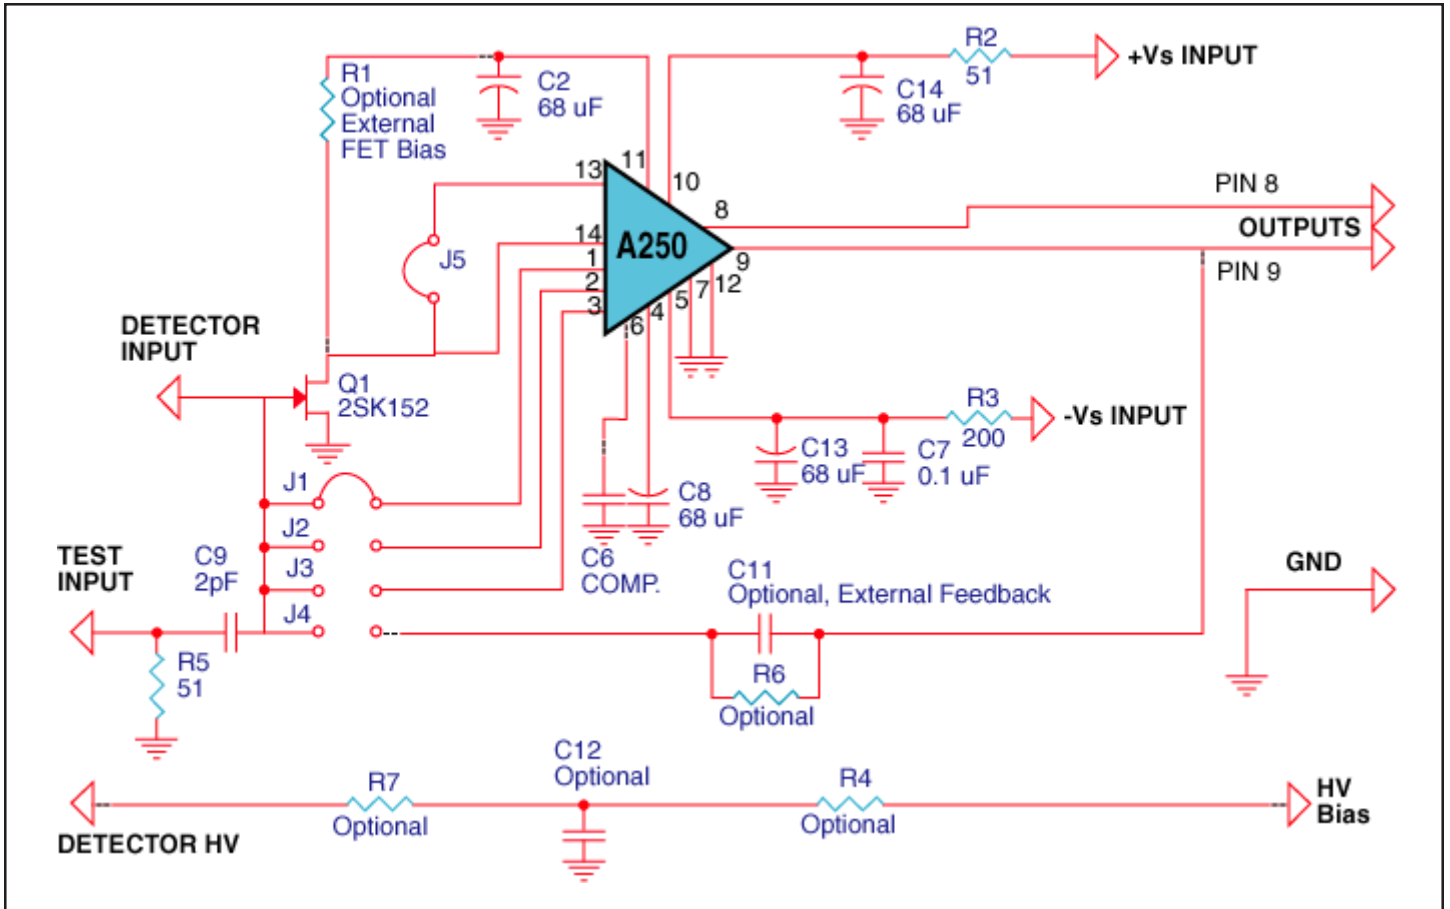 R1
Optional
External
FET Bias
C2
68 uF
C14
68 uF
R2
51
+Vs INPUT
13
11
10
8
14
1
2
3
A250
9
12
7
5
4
6
J5
PIN 8
OUTPUTS
PIN 9
DETECTOR
INPUT
Q1
2SK152
R3
200
-Vs INPUT
C13
68 uF
C7
0.1 uF
J1
J2
J3
J4
C8
68 uF
C6
COMP.
TEST
INPUT
C9
2pF
R5
51
C11
Optional, External Feedback
R6
Optional
GND
C12
Optional
R7
Optional
R4
Optional
HV
Bias
DETECTOR HV